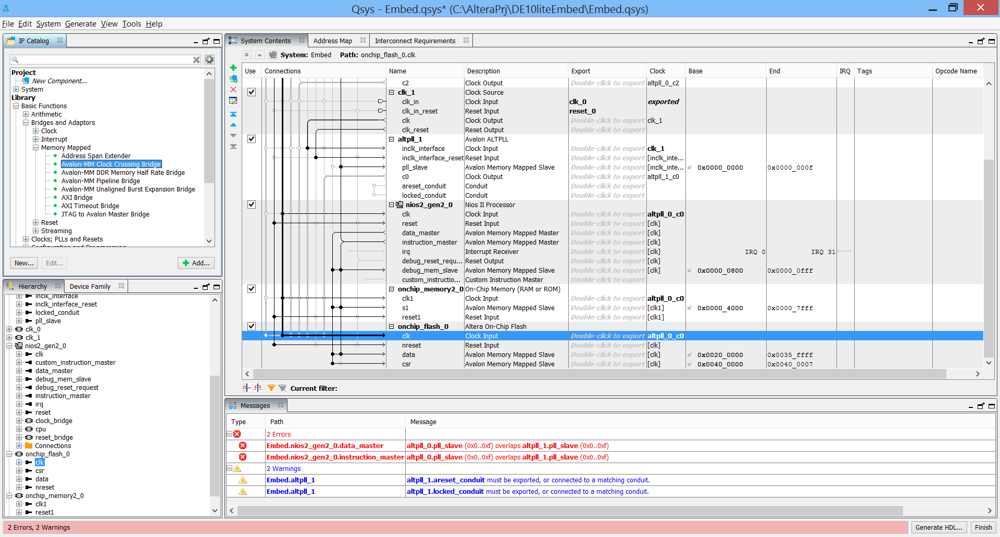 Qsys - Embed.qsys* (C:\AlteraPrj\DE10liteEmbed\Embed.qsys)
File Edit System Generate View Tools Help
IP Catalog
Project
New Component...
System
Library
Basic Functions
Arithmetic
Bridges and Adaptors
Clock
Interrupt
Memory Mapped
Address Span Extender
Avalon-MM Clock Crossing Bridge
Avalon-MM DDR Memory Half Rate Bridge
Avalon-MM Pipeline Bridge
Avalon-MM Unaligned Burst Expansion Bridge
AXI Bridge
AXI Timeout Bridge
JTAG to Avalon Master Bridge
Reset
Streaming
Clocks; PLLs and Resets
Configuration and Programming
New... Edit... Add...
Hierarchy Device Family
inclk_interface
inclk_interface_reset
locked_conduit
pll_slave
clk_0
clk_1
nios2_gen2_0
clk
custom_instruction_master
data_master
debug_mem_slave
debug_reset_request
instruction_master
irq
reset
clock_bridge
cpu
reset_bridge
Connections
onchip_flash_0
clk
csr
data
nreset
onchip_memory2_0
clk1
reset1
System Contents Address Map Interconnect Requirements
System: Embed Path: onchip_flash_0.clk
Use Connections Name Description Export Clock Base End IRQ Tags Opcode Name
c2 Clock Output Double-click to export altpll_0_c2
clk_1 Clock Source
clk_in Clock Input clk_0 exported
clk_in_reset Reset Input reset_0
clk Clock Output Double-click to export clk_1
clk_reset Reset Output Double-click to export
altpll_1 Avalon ALTPLL
inclk_interface Clock Input Double-click to export clk_1
inclk_interface_reset Reset Input Double-click to export [inclk_inte...
pll_slave Avalon Memory Mapped Slave Double-click to export [inclk_inte... 0x0000_0000 0x0000_000f
c0 Clock Output Double-click to export altpll_1_c0
areset_conduit Conduit Double-click to export
locked_conduit Conduit Double-click to export
nios2_gen2_0 Nios II Processor
clk Clock Input Double-click to export altpll_0_c0
reset Reset Input Double-click to export [clk]
data_master Avalon Memory Mapped Master Double-click to export [clk]
instruction_master Avalon Memory Mapped Master Double-click to export [clk]
irq Interrupt Receiver Double-click to export [clk] IRQ 0 IRQ 31
debug_reset_requ... Reset Output Double-click to export [clk]
debug_mem_slave Avalon Memory Mapped Slave Double-click to export [clk] 0x0000_0800 0x0000_0fff
custom_instructio... Custom Instruction Master Double-click to export
onchip_memory2_0 On-Chip Memory (RAM or ROM)
clk1 Clock Input Double-click to export altpll_0_c0
s1 Avalon Memory Mapped Slave Double-click to export [clk1] 0x0000_4000 0x0000_7fff
reset1 Reset Input Double-click to export [clk1]
onchip_flash_0 Altera On-Chip Flash
clk Clock Input Double-click to export altpll_0_c0
nreset Reset Input Double-click to export [clk]
data Avalon Memory Mapped Slave Double-click to export [clk] 0x0020_0000 0x0035_ffff
csr Avalon Memory Mapped Slave Double-click to export [clk] 0x0040_0000 0x0040_0007
Current filter:
Messages
Type Path Message
2 Errors
Embed.nios2_gen2_0.data_master altpll_0.pll_slave (0x0..0xf) overlaps altpll_1.pll_slave (0x0..0xf)
Embed.nios2_gen2_0.instruction_master altpll_0.pll_slave (0x0..0xf) overlaps altpll_1.pll_slave (0x0..0xf)
2 Warnings
Embed.altpll_1 altpll_1.areset_conduit must be exported, or connected to a matching conduit.
Embed.altpll_1 altpll_1.locked_conduit must be exported, or connected to a matching conduit.
2 Errors, 2 Warnings Generate HDL... Finish